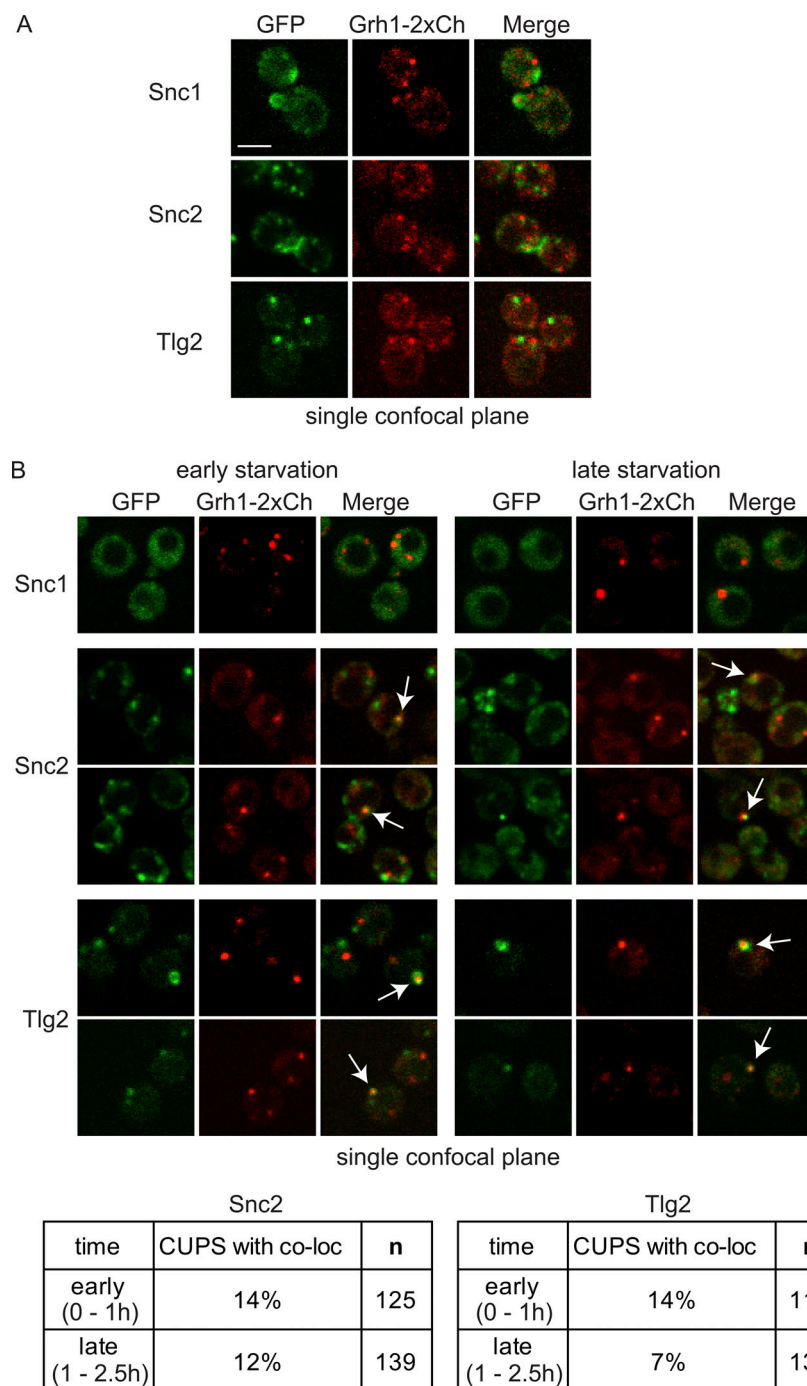 A
GFP Grh1-2xCh Merge
Snc1
Snc2
Tlg2
single confocal plane
B
early starvation late starvation
GFP Grh1-2xCh Merge GFP Grh1-2xCh Merge
Snc1
Snc2
Tlg2
single confocal plane
Snc2 Tlg2
time CUPS with co-loc n time CUPS with co-loc
early (0 - 1h) 14% 125 early (0 - 1h) 14%
late (1 - 2.5h) 12% 139 late (1 - 2.5h) 7%